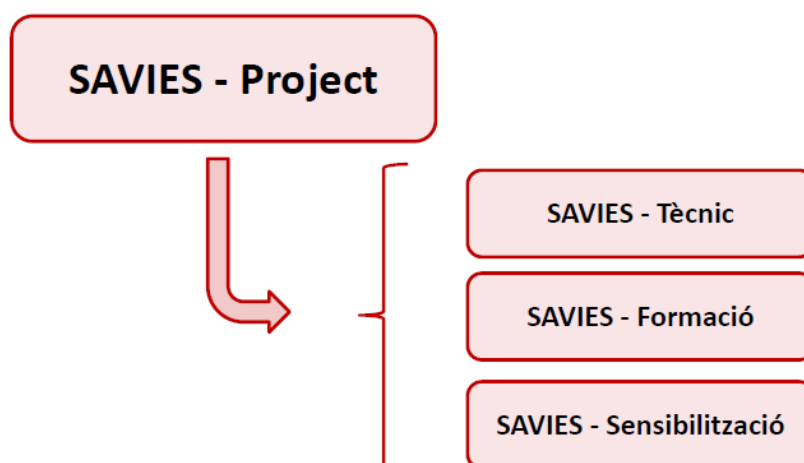 SAVIES - Project
SAVIES - Tècnic
SAVIES - Formació
SAVIES - Sensibilització